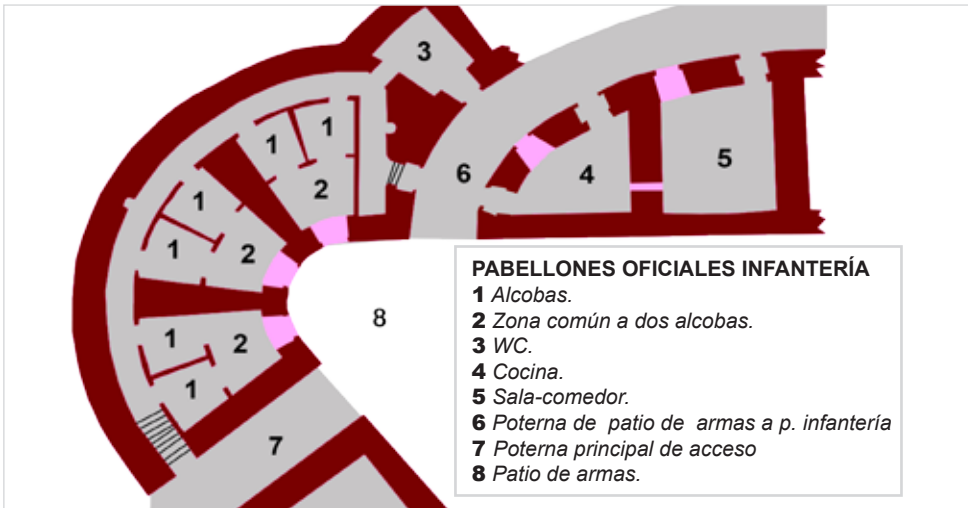 3
1
1
6
4
5
1
2
1
2
1
2
1
8
1
7
PABELLONES OFICIALES INFANTERÍA
1 Alcobas.
2 Zona común a dos alcobas.
3 WC.
4 Cocina.
5 Sala-comedor.
6 Poterna de patio de armas a p. infantería
7 Poterna principal de acceso
8 Patio de armas.